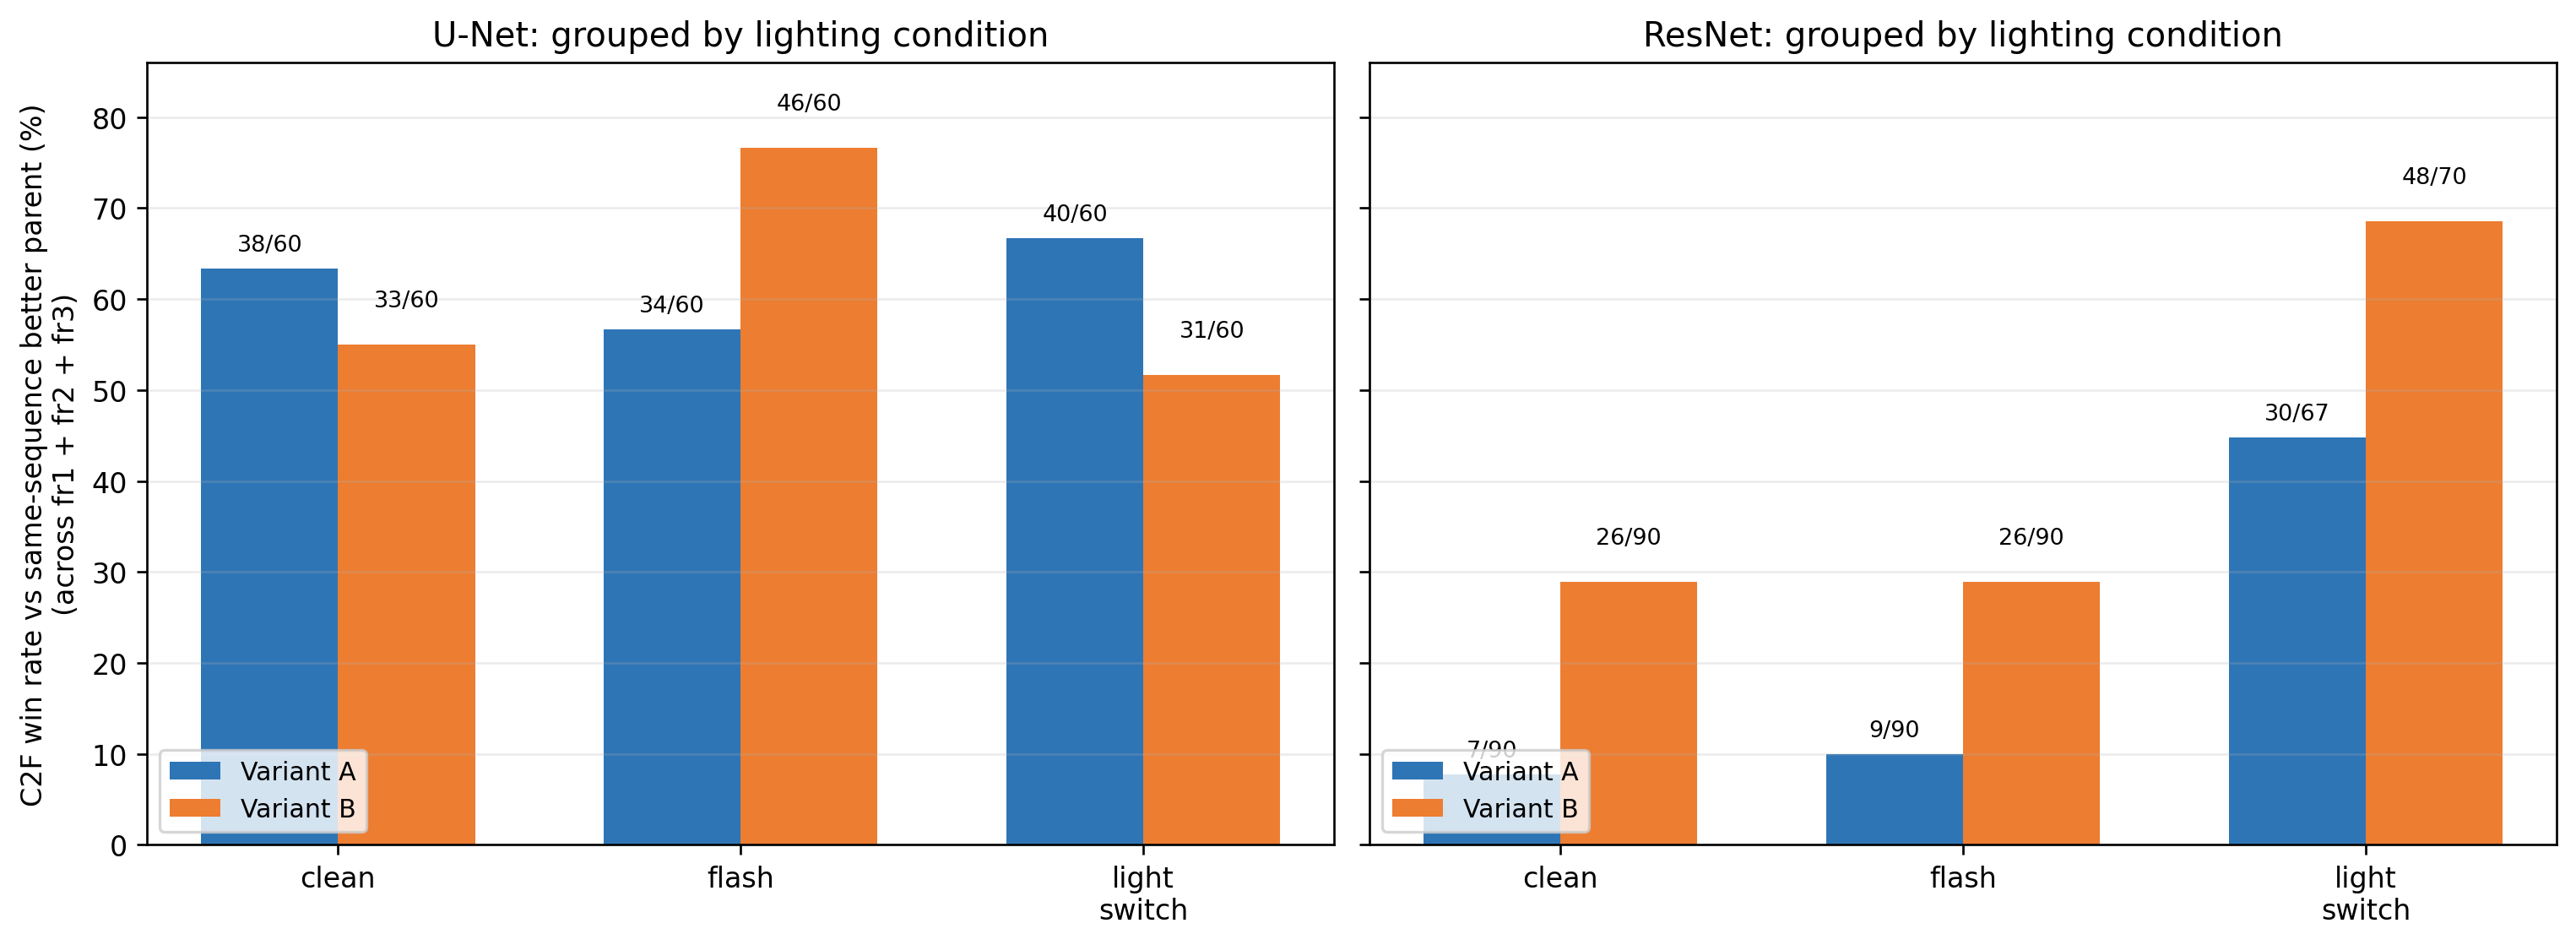 U-Net: grouped by lighting condition
C2F win rate vs same-sequence better parent (%)
(across fr1 + fr2 + fr3)
80
70
60
50
40
30
20
10
0
38/60
33/60
34/60
46/60
40/60
31/60
Variant A
Variant B
clean
flash
light
switch
ResNet: grouped by lighting condition
7/90
26/90
9/90
26/90
30/67
48/70
Variant A
Variant B
clean
flash
light
switch